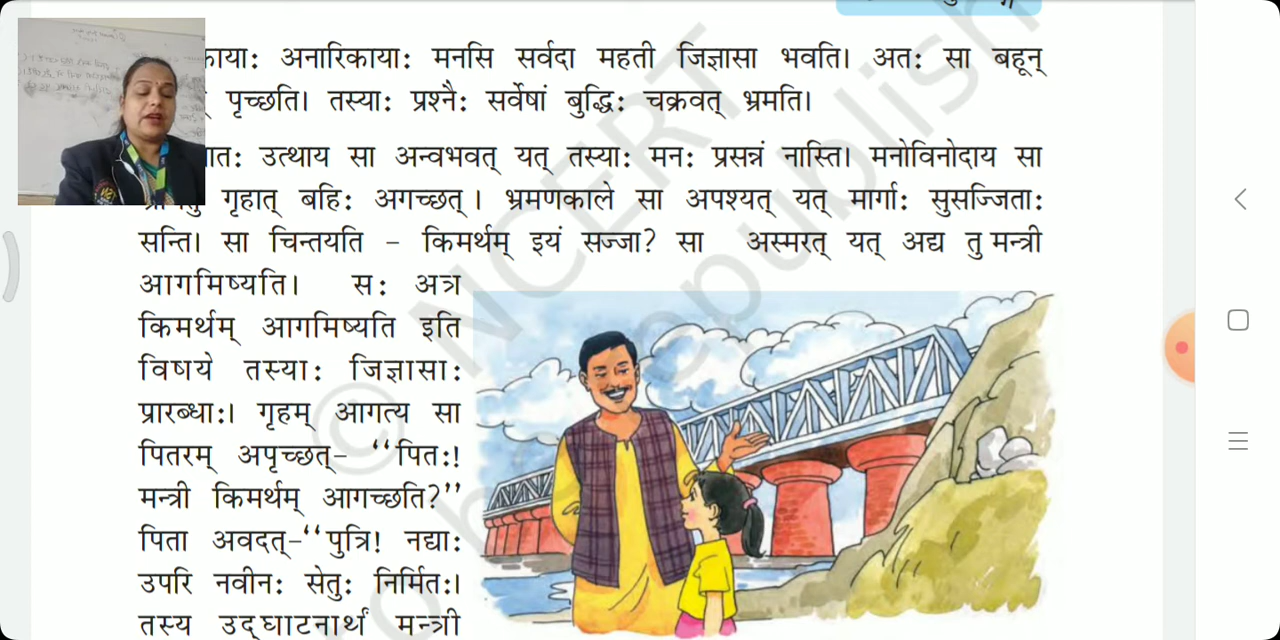 अनारिकायाः मनसि सर्वदा महती जिज्ञासा भवति। अतः सा बहून्
पृच्छति। तस्याः प्रश्नैः सर्वेषां बुद्धिः चक्रवत् भ्रमति।
उत्थाय सा अन्वभवत् यत् तस्याः मनः प्रसन्नं नास्ति। मनोविनोदाय सा
गृहात् बहिः अगच्छत्। भ्रमणकाले सा अपश्यत् यत् मार्गाः सुसज्जिताः
सन्ति। सा चिन्तयति – किमर्थम् इयं सज्जा? सा अस्मरत् यत् अद्य तु मन्त्री
आगमिष्यति। सः अत्र
किमर्थम् आगमिष्यति इति
विषये तस्याः जिज्ञासाः
प्रारब्धाः। गृहम् आगत्य सा
पितरम् अपृच्छत्– “पितः!
मन्त्री किमर्थम् आगच्छति?”
पिता अवदत्–“पुत्रि! नद्याः
उपरि नवीनः सेतुः निर्मितः।
तस्य उद्घाटनार्थं मन्त्री
© NCERT
republish